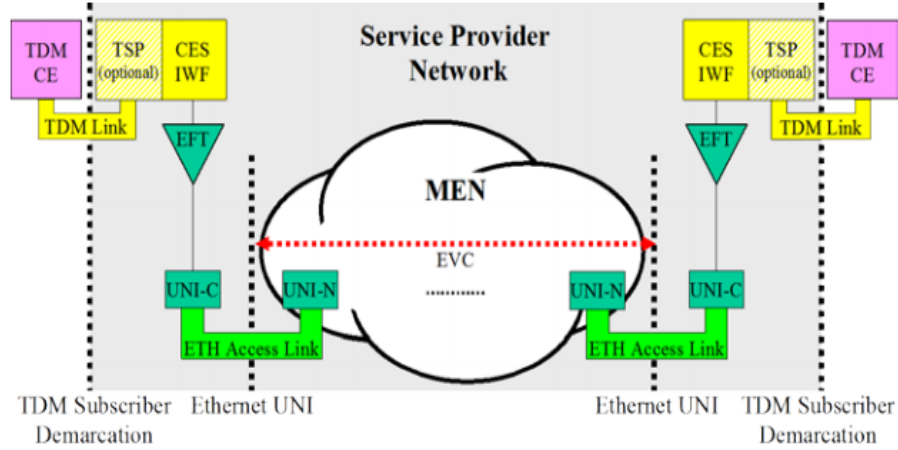 Service Provider
Network
TDM
CE
TSP
(optional)
CES
IWF
CES
IWF
TSP
(optional)
TDM
CE
TDM Link
TDM Link
EFT
EFT
MEN
EVC
............
UNI-C
UNI-N
UNI-N
UNI-C
ETH Access Link
ETH Access Link
TDM Subscriber
Demarcation
Ethernet UNI
Ethernet UNI
TDM Subscriber
Demarcation